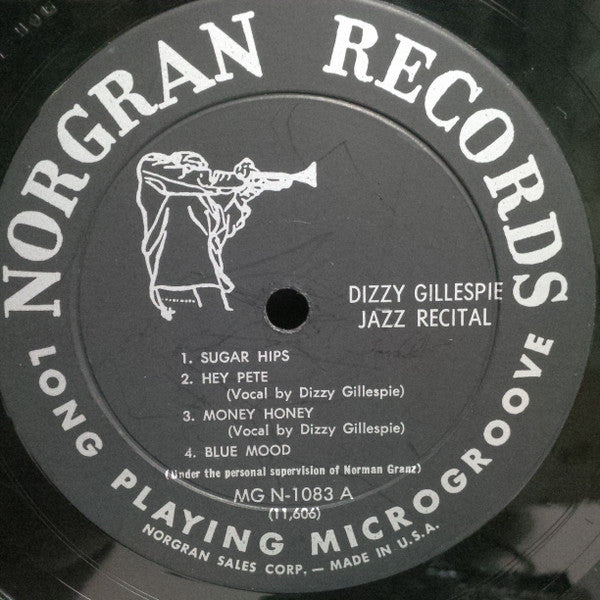 NORGRAN RECORDS
DIZZY GILLESPIE
JAZZ RECITAL
1. SUGAR HIPS
2. HEY PETE
(Vocal by Dizzy Gillespie)
3. MONEY HONEY
(Vocal by Dizzy Gillespie)
4. BLUE MOOD
(Under the personal supervision of Norman Granz)
MG N-1083 A
(11,606)
LONG PLAYING MICROGROOVE
NORGRAN SALES CORP. — MADE IN U.S.A.